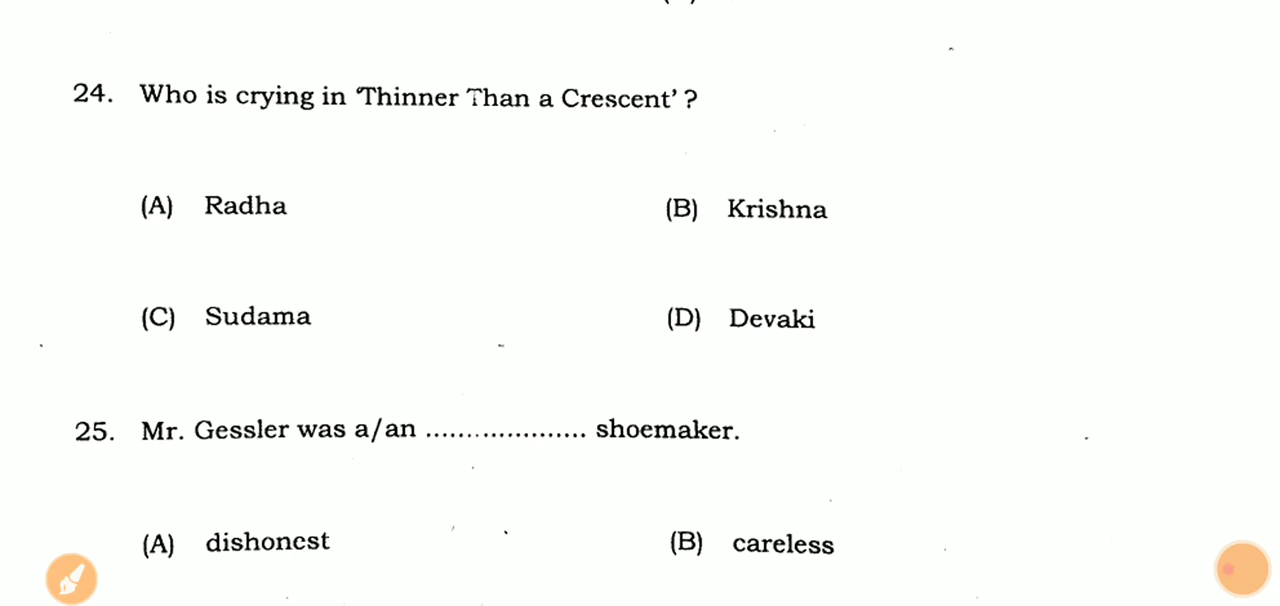 24. Who is crying in 'Thinner Than a Crescent' ?
(A) Radha (B) Krishna
(C) Sudama (D) Devaki
25. Mr. Gessler was a/an .................... shoemaker.
(A) dishonest (B) careless